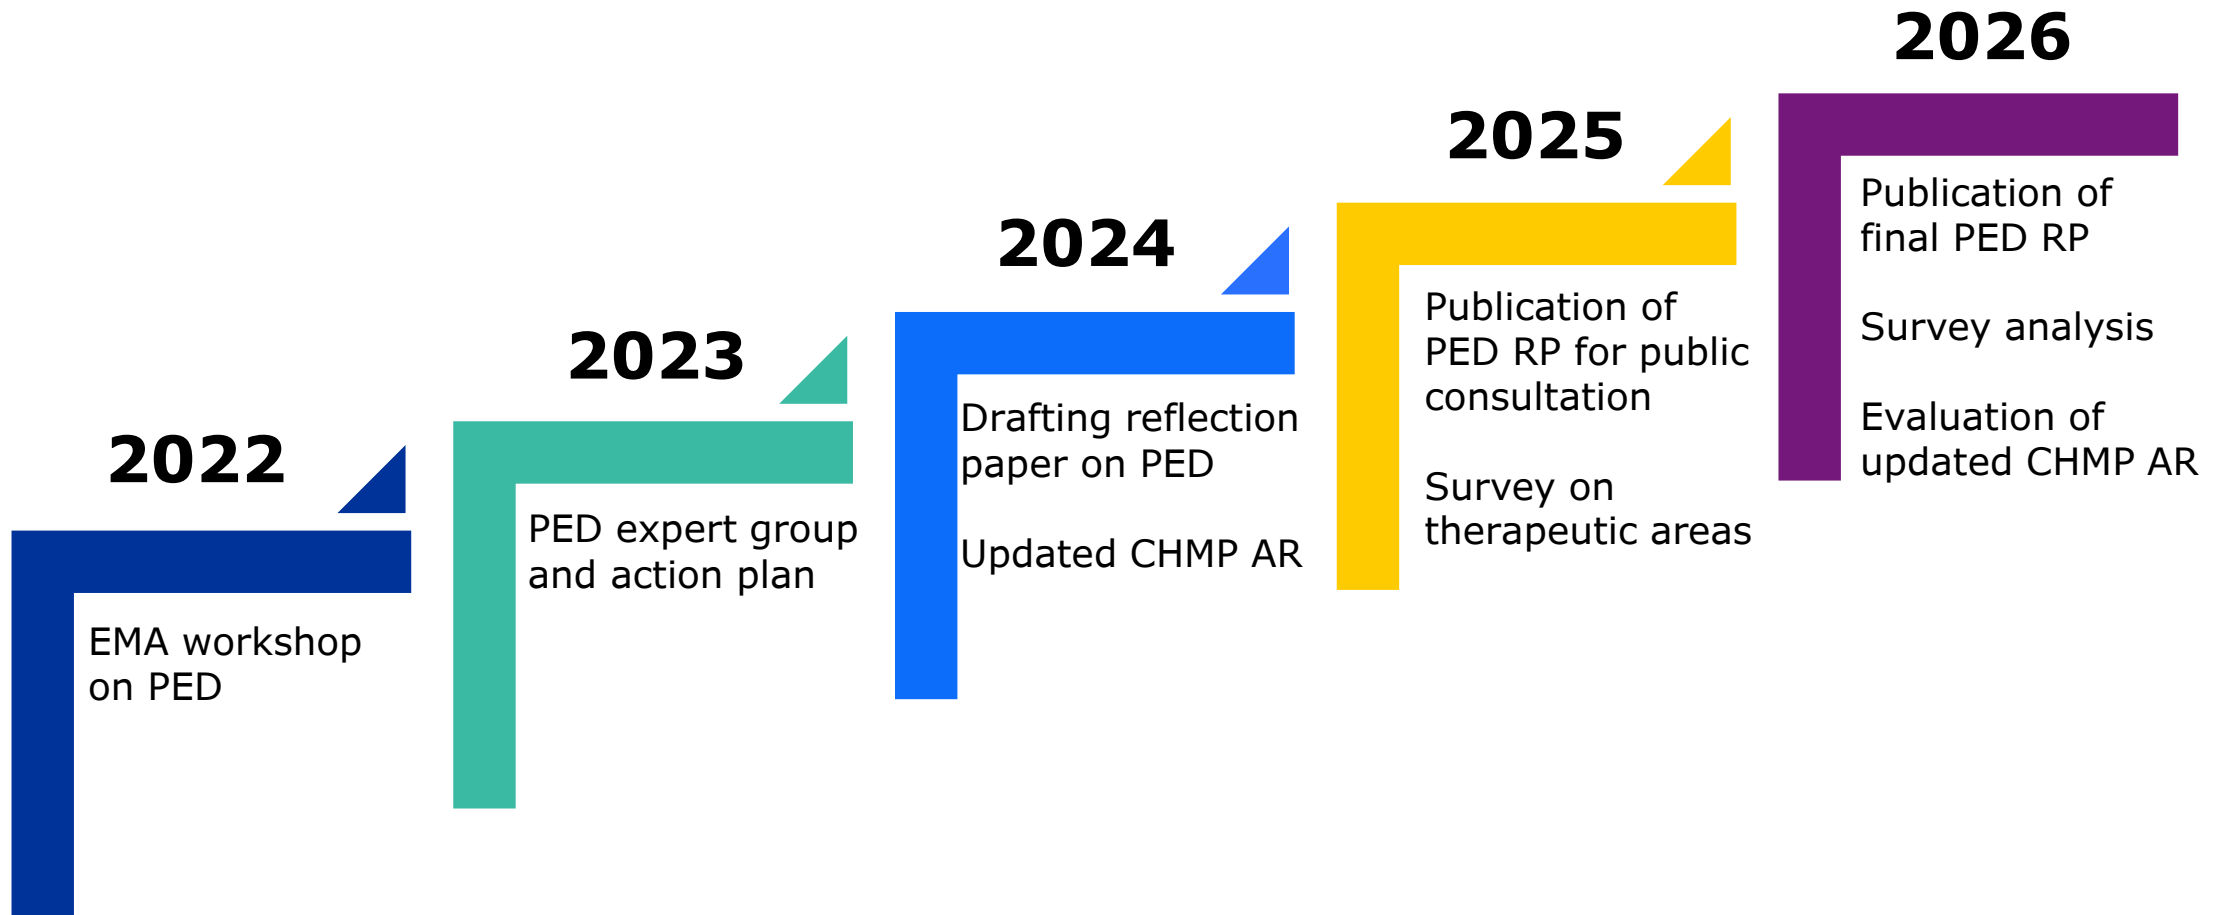 2022
EMA workshop
on PED
2023
PED expert group
and action plan
2024
Drafting reflection
paper on PED
Updated CHMP AR
2025
Publication of
PED RP for public
consultation
Survey on
therapeutic areas
2026
Publication of
final PED RP
Survey analysis
Evaluation of
updated CHMP AR